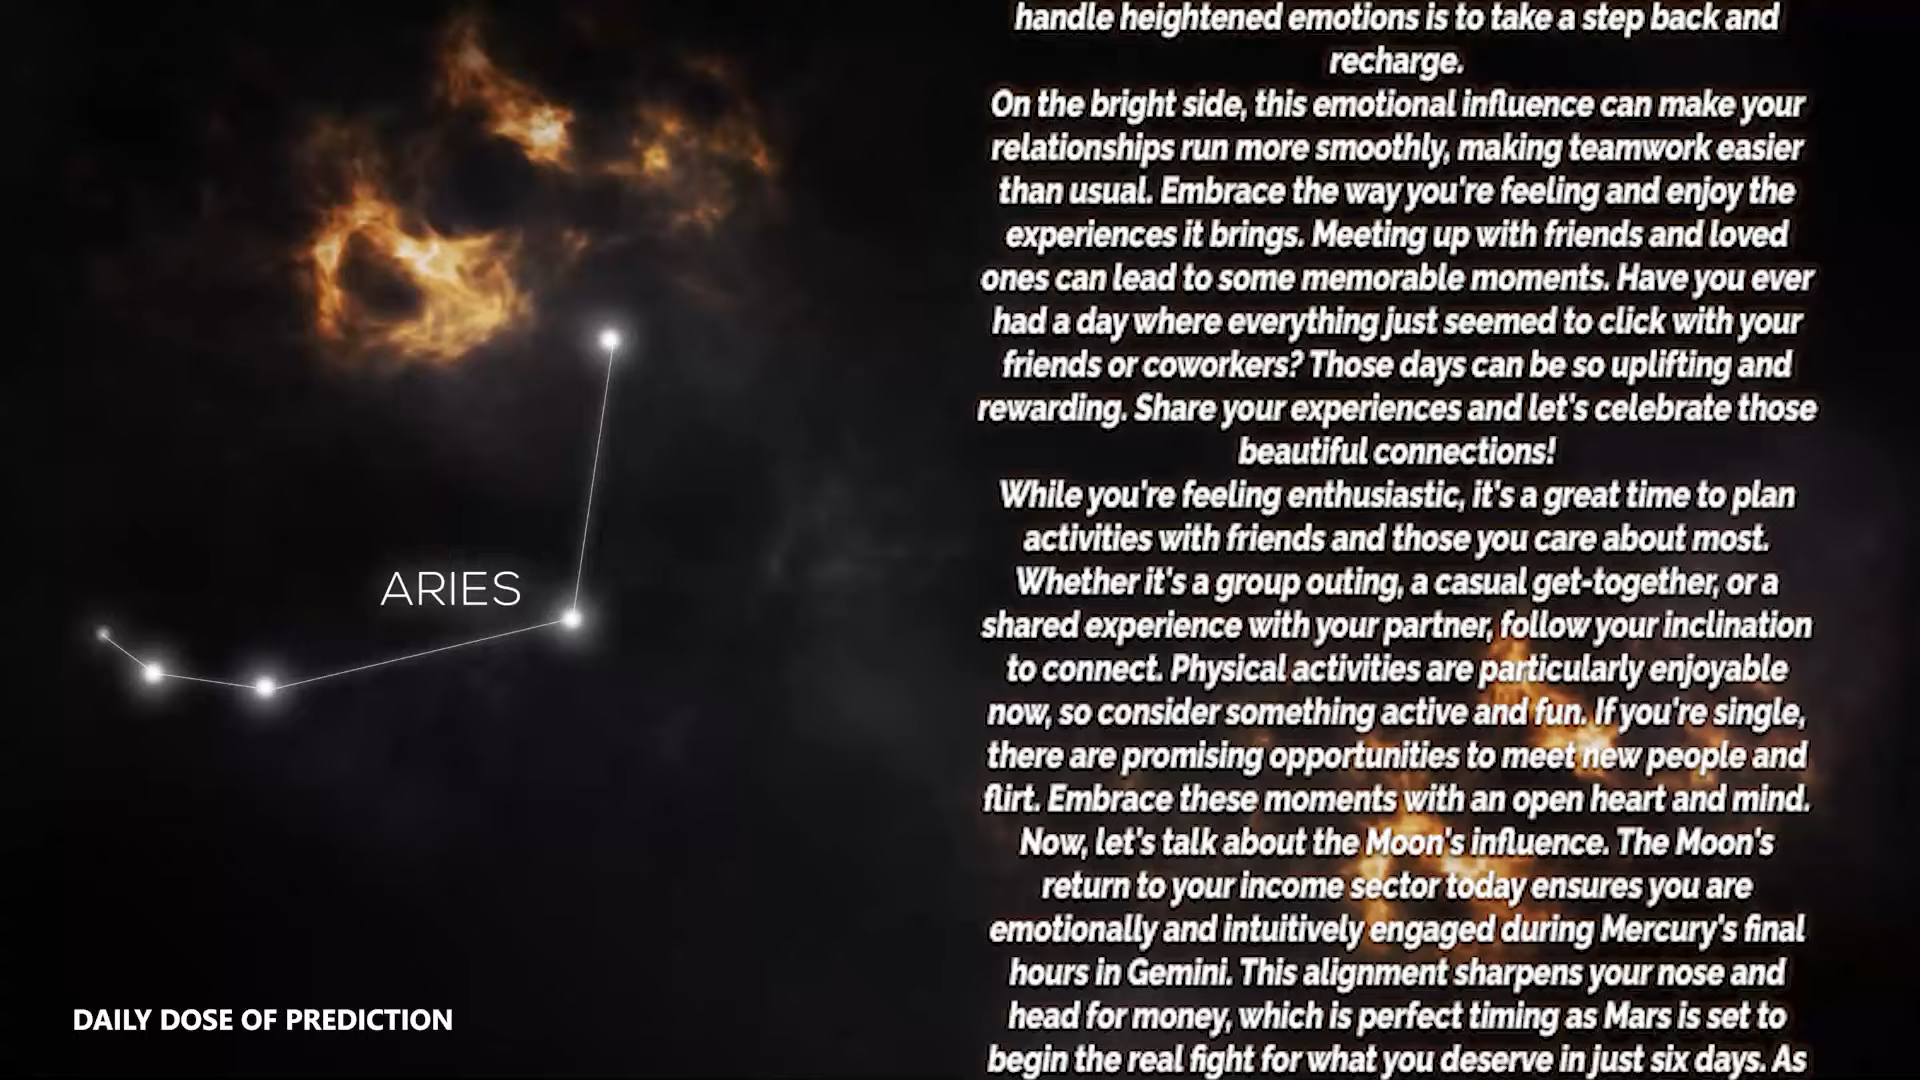 handle heightened emotions is to take a step back and
recharge.
On the bright side, this emotional influence can make your
relationships run more smoothly, making teamwork easier
than usual. Embrace the way you're feeling and enjoy the
experiences it brings. Meeting up with friends and loved
ones can lead to some memorable moments. Have you ever
had a day where everything just seemed to click with your
friends or coworkers? Those days can be so uplifting and
rewarding. Share your experiences and let's celebrate those
beautiful connections!
While you're feeling enthusiastic, it's a great time to plan
activities with friends and those you care about most.
Whether it's a group outing, a casual get-together, or a
shared experience with your partner, follow your inclination
to connect. Physical activities are particularly enjoyable
now, so consider something active and fun. If you're single,
there are promising opportunities to meet new people and
flirt. Embrace these moments with an open heart and mind.
Now, let's talk about the Moon's influence. The Moon's
return to your income sector today ensures you are
emotionally and intuitively engaged during Mercury's final
hours in Gemini. This alignment sharpens your nose and
head for money, which is perfect timing as Mars is set to
begin the real fight for what you deserve in just six days. As
ARIES
DAILY DOSE OF PREDICTION